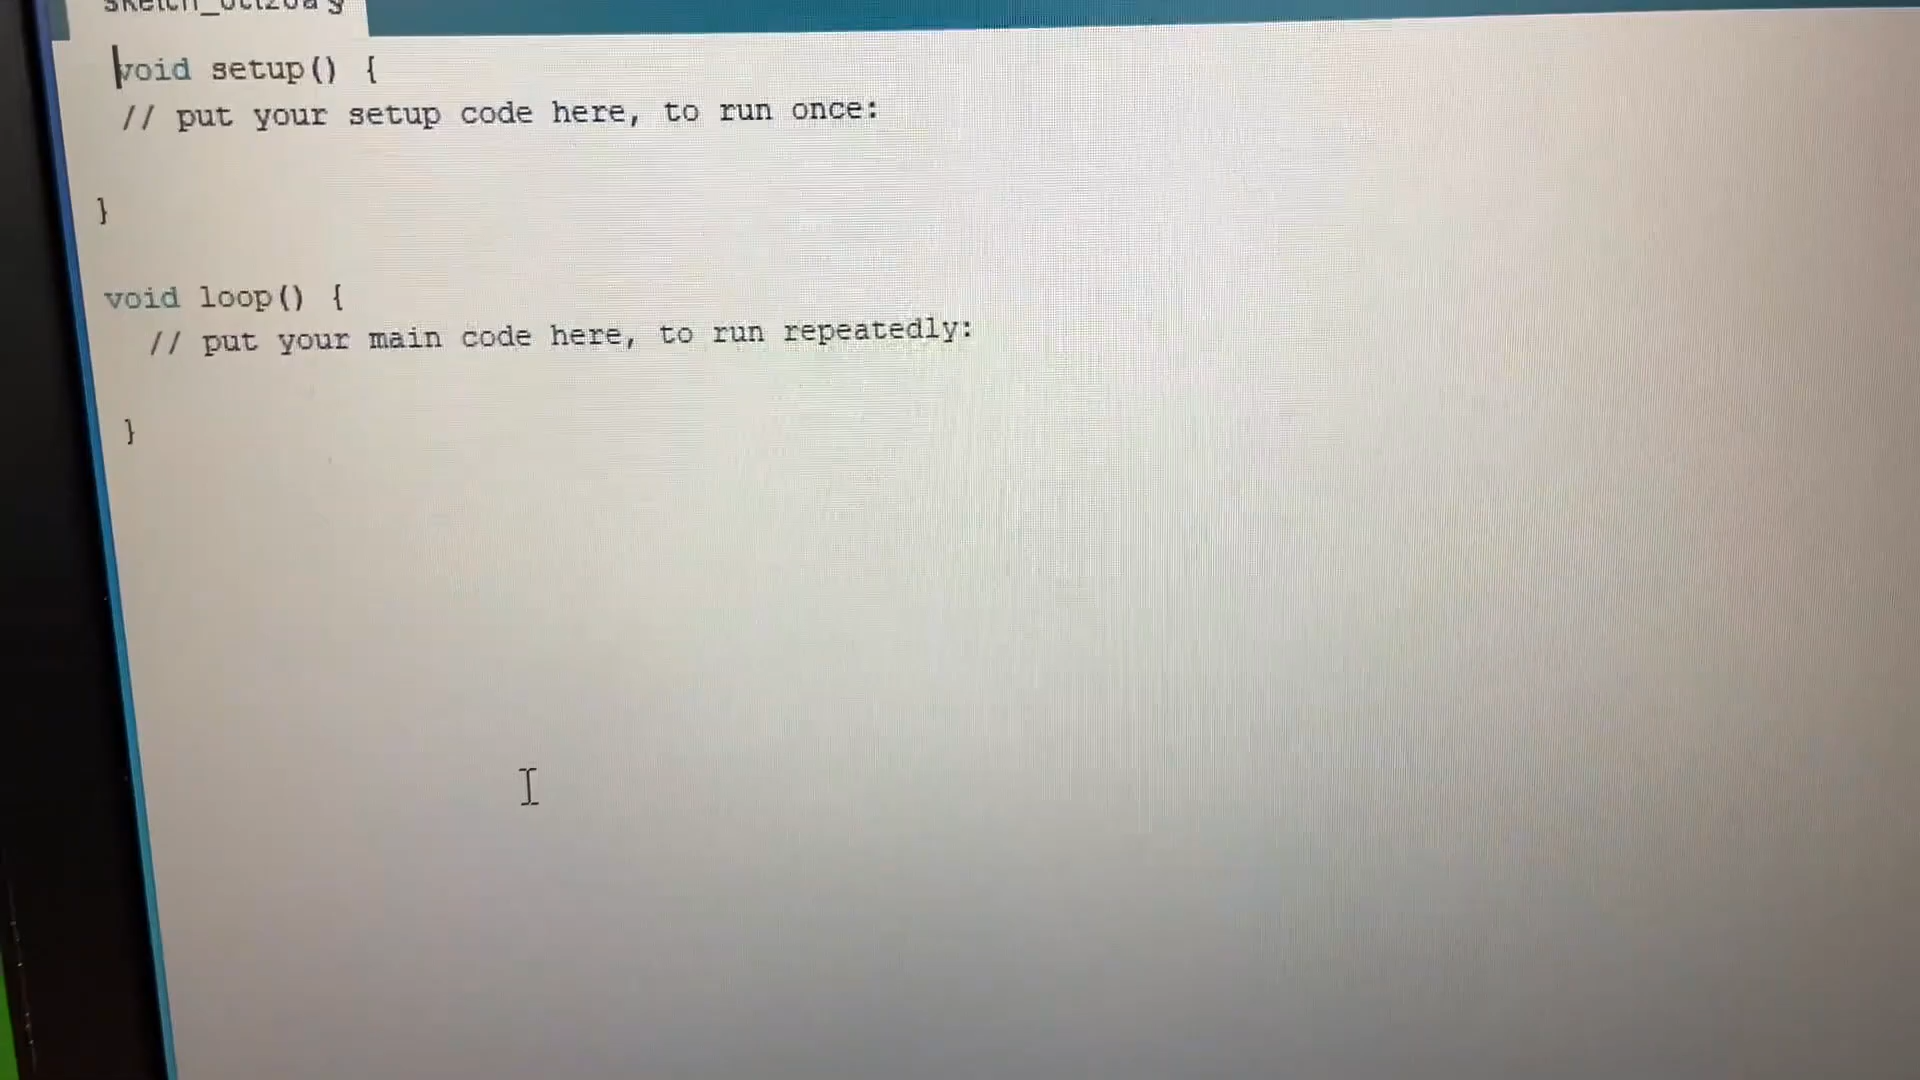 void setup() {
// put your setup code here, to run once:
}
void loop() {
// put your main code here, to run repeatedly:
}